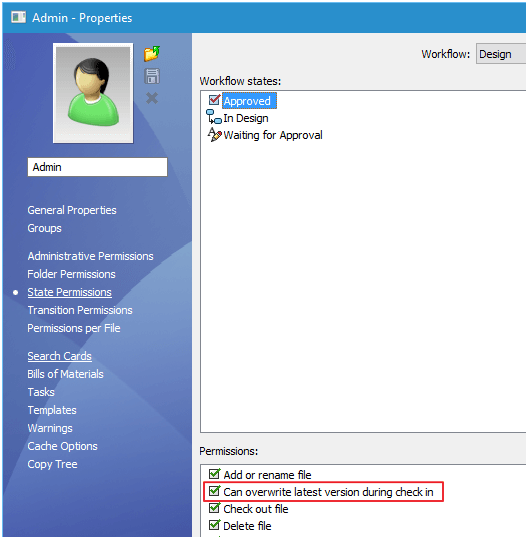 Admin - Properties
Workflow: Design
Workflow states:
Approved
In Design
Waiting for Approval
Admin
General Properties
Groups
Administrative Permissions
Folder Permissions
State Permissions
Transition Permissions
Permissions per File
Search Cards
Bills of Materials
Tasks
Templates
Warnings
Cache Options
Copy Tree
Permissions:
Add or rename file
Can overwrite latest version during check in
Check out file
Delete file